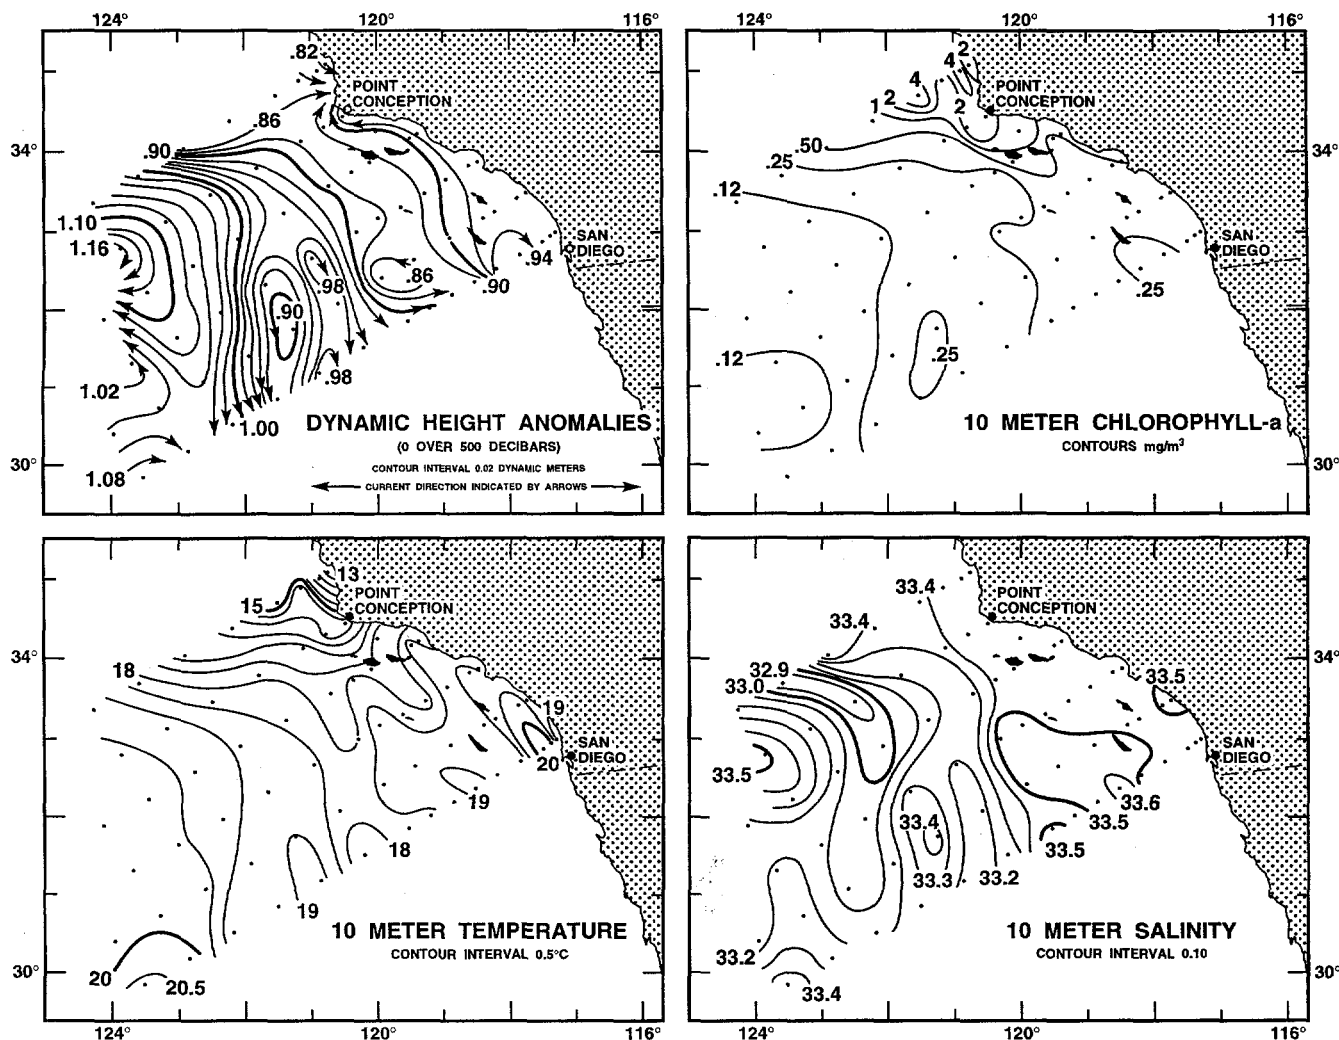 124° 120° 124° 120° 116°
.82
POINT
CONCEPTION
.86
34°
.90
1.10
1.16
SAN
DIEGO
.94
.86
.98
.90
.90
1.02
.98
1.00
1.08
DYNAMIC HEIGHT ANOMALIES
(0 OVER 500 DECIBARS)
CONTOUR INTERVAL 0.02 DYNAMIC METERS
CURRENT DIRECTION INDICATED BY ARROWS
2
4
4
1 2
2
POINT
CONCEPTION
.50
.25
34°
.12
SAN
DIEGO
.25
.12
.25
10 METER CHLOROPHYLL-a
CONTOURS mg/m³
30°
13
15
POINT
CONCEPTION
34°
18
19
SAN
DIEGO
20
19
18
19
10 METER TEMPERATURE
CONTOUR INTERVAL 0.5°C
30°
20
20.5
124° 120° 116°
33.4
POINT
CONCEPTION
33.4
34°
32.9
33.0
33.5
SAN
DIEGO
33.5
33.6
33.4
33.5
33.5
33.3
33.2
10 METER SALINITY
CONTOUR INTERVAL 0.10
33.2
30°
33.4
124° 120° 116°